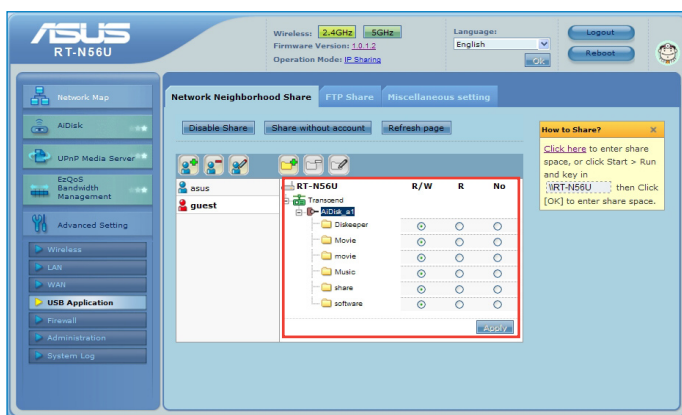 ASUS
RT-N56U
Wireless: 2.4GHz 5GHz
Firmware Version: 1.0.1.2
Operation Mode: IP Sharing
Language:
English
Ok
Logout
Reboot
Network Map
AiDisk
UPnP Media Server
EzQoS
Bandwidth
Management
Advanced Setting
Wireless
LAN
WAN
USB Application
Firewall
Administration
System Log
Network Neighborhood Share FTP Share Miscellaneous setting
Disable Share Share without account Refresh page
asus
guest
RT-N56U R/W R No
Transcend
AiDisk_a1
Diskeeper
Movie
movie
Music
share
software
Apply
How to Share? ×
Click here to enter share
space, or click Start > Run
and key in
\\RT-N56U then Click
[OK] to enter share space.